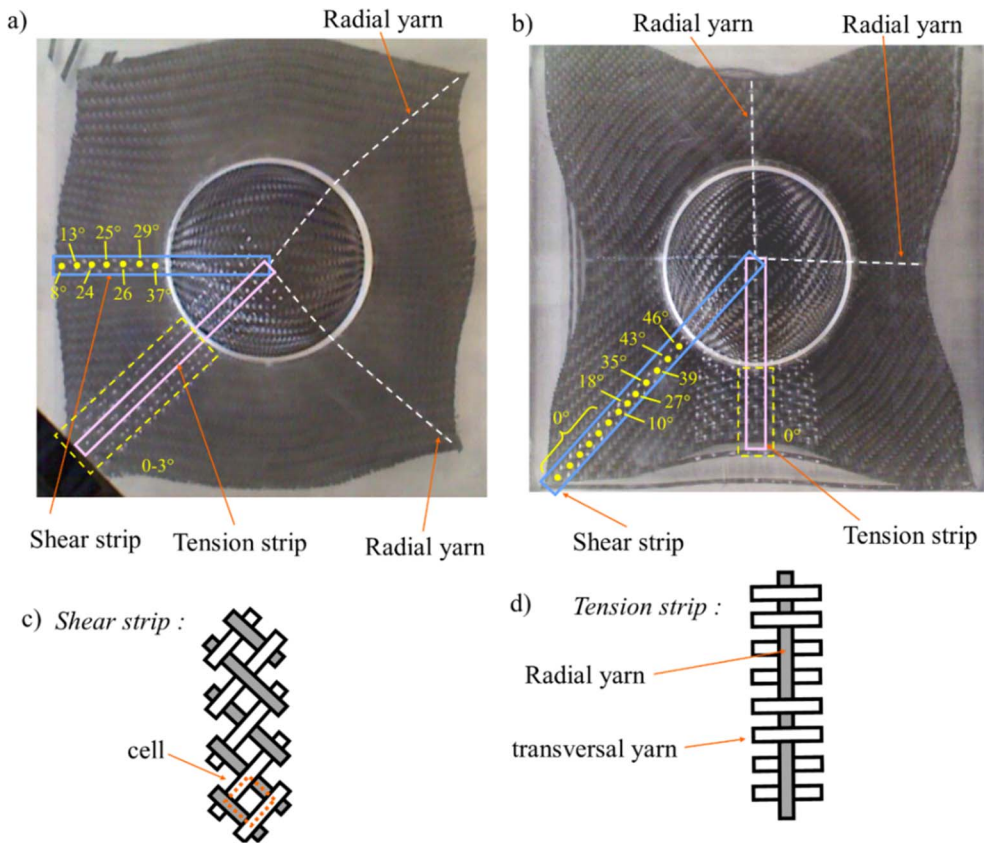 a)
Radial yarn
13°
25°
29°
8°
24
26
37°
0-3°
Shear strip
Tension strip
Radial yarn
b)
Radial yarn
Radial yarn
46°
43°
35°
39
18°
27°
0°
10°
0°
Shear strip
Tension strip
c) Shear strip :
cell
d) Tension strip :
Radial yarn
transversal yarn